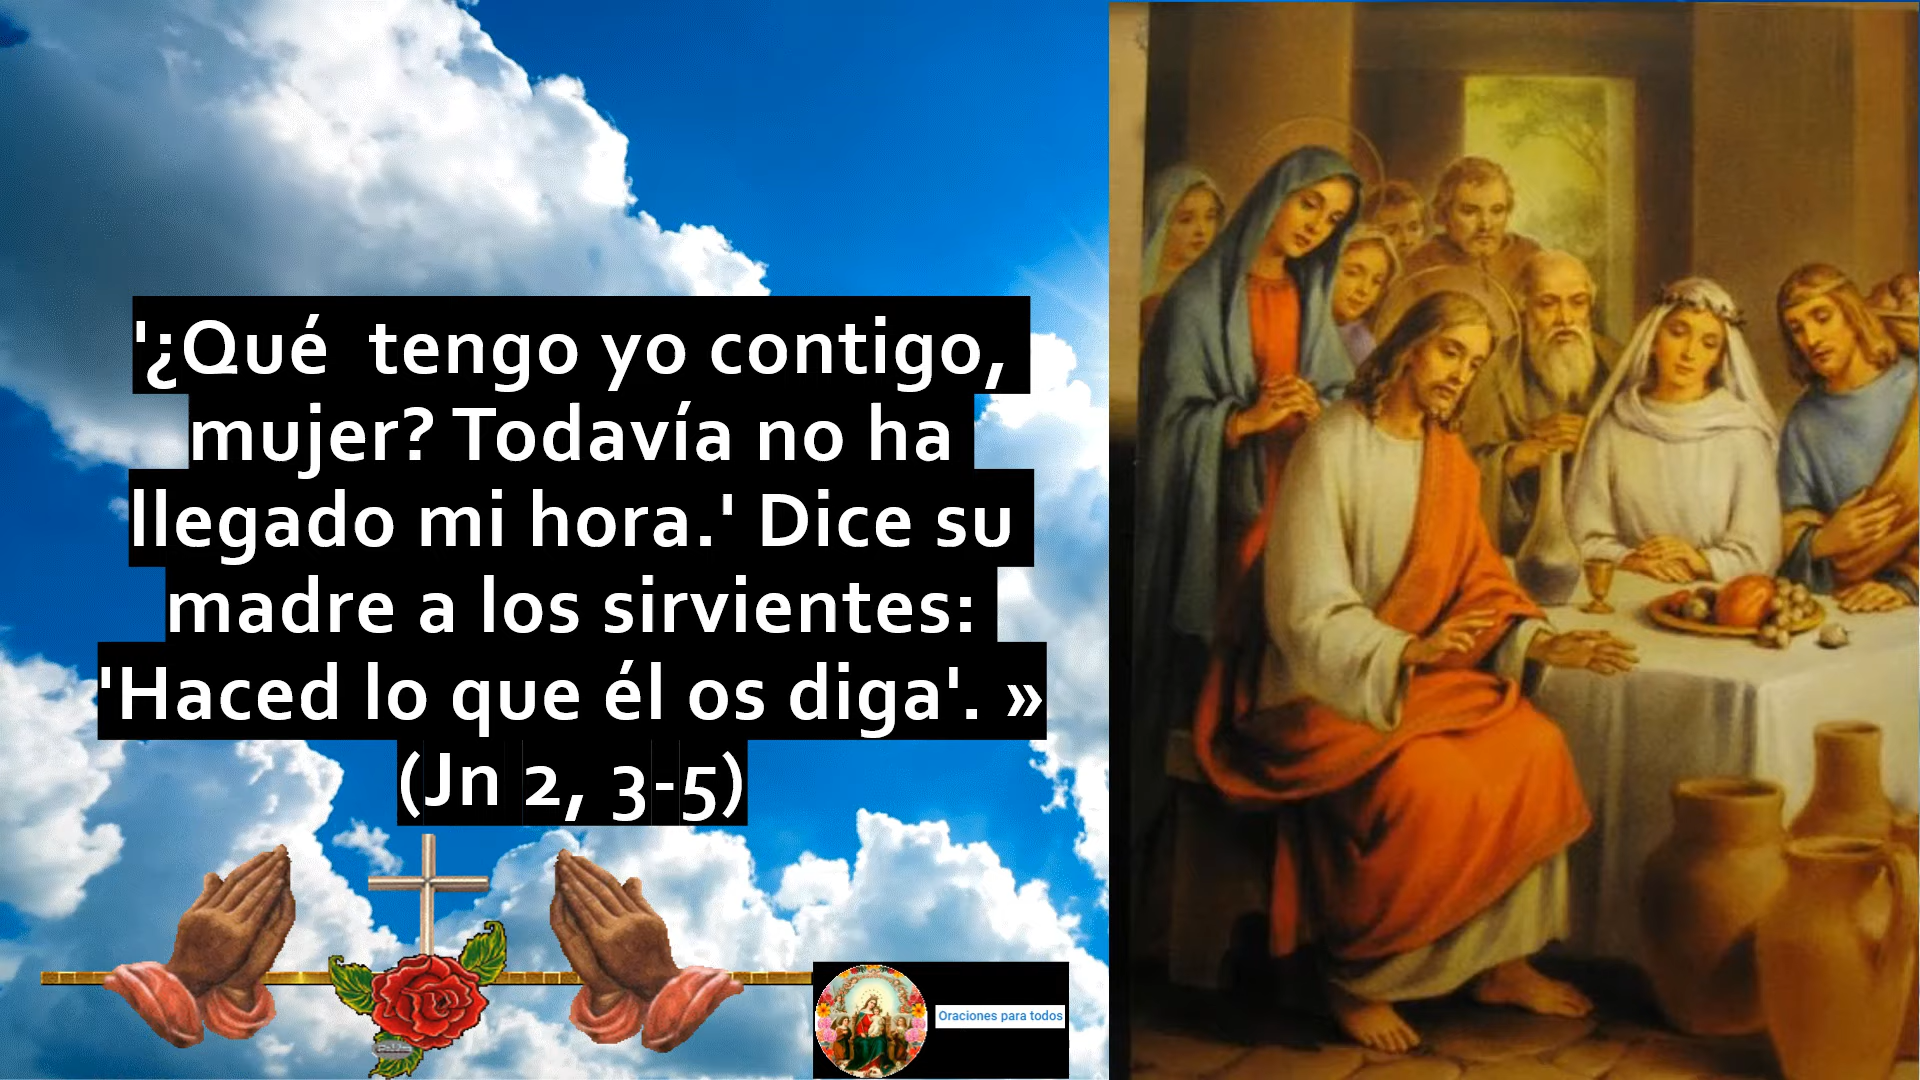 '¿Qué  tengo yo contigo,
mujer? Todavía no ha
llegado mi hora.' Dice su
madre a los sirvientes:
'Haced lo que él os diga'. »
(Jn 2, 3-5)
Oraciones para todos